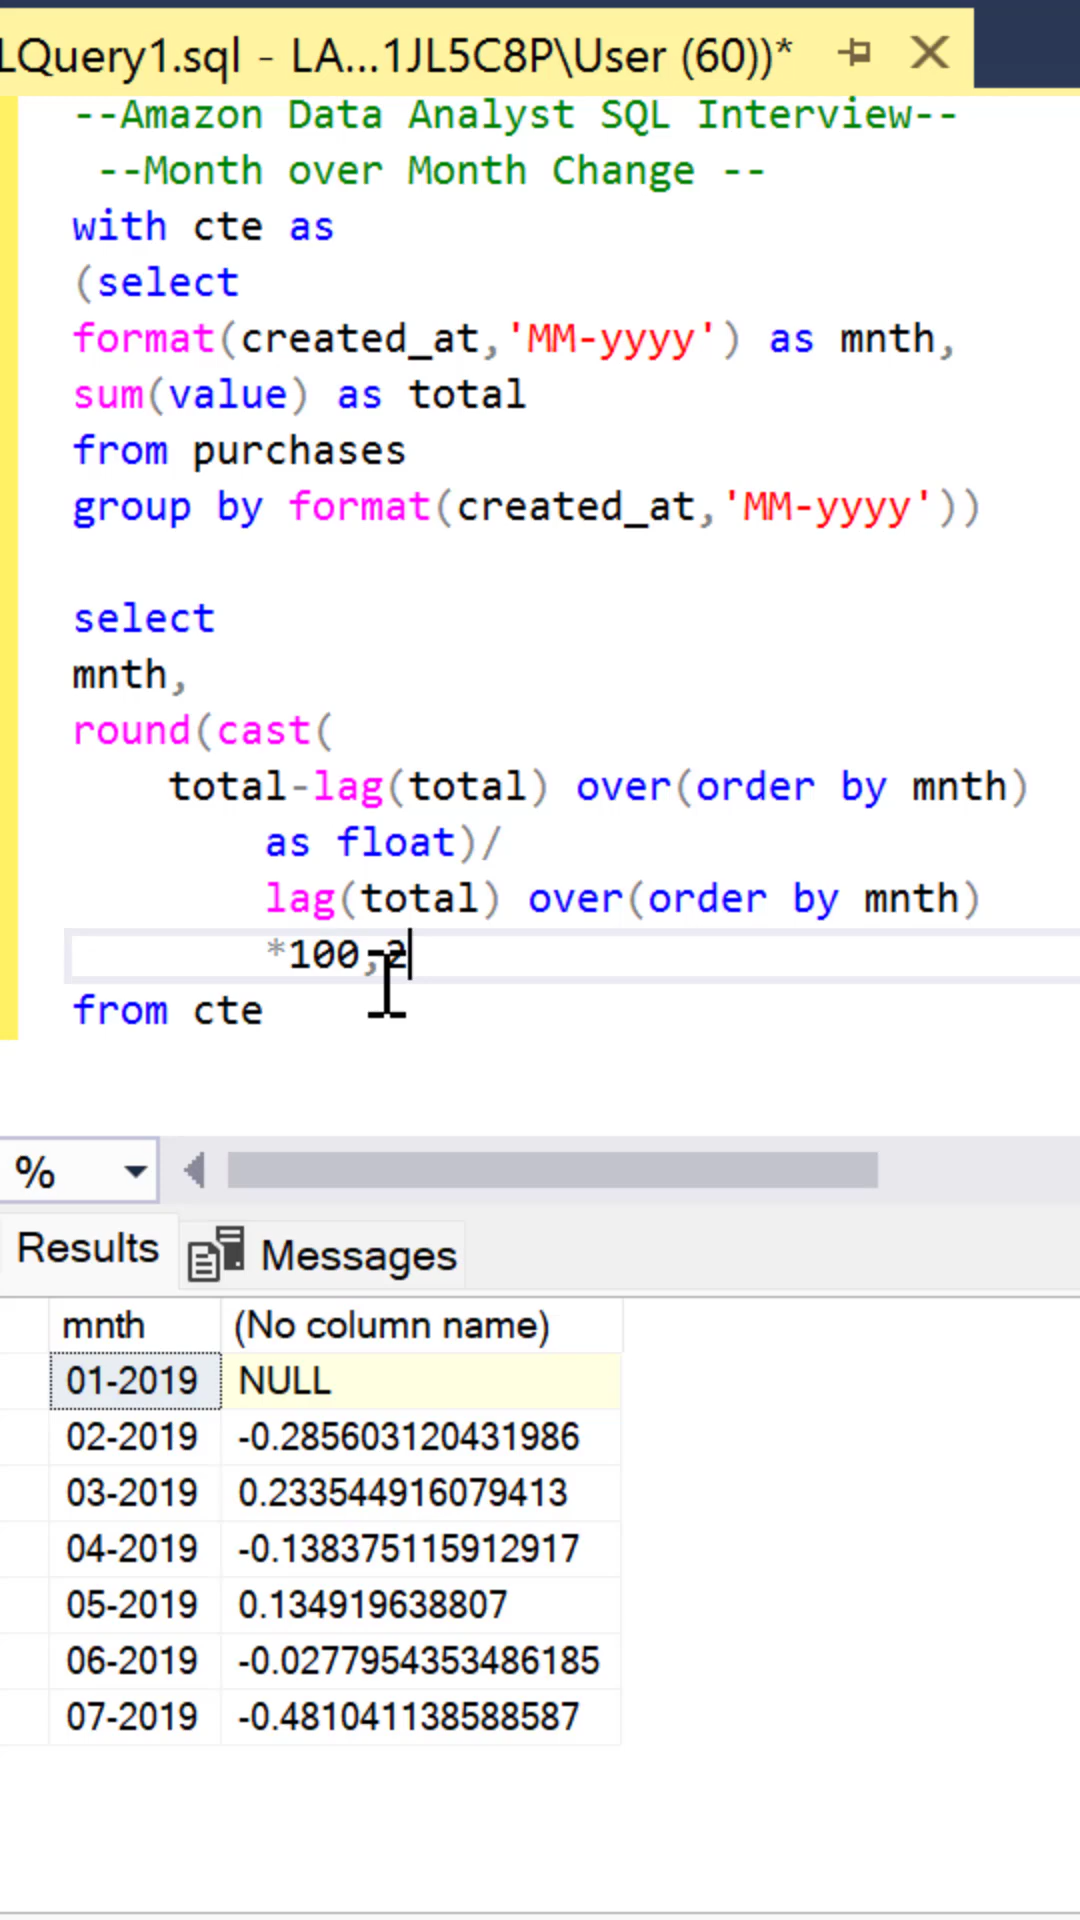 LQuery1.sql - LA...1JL5C8P\User (60))*
--Amazon Data Analyst SQL Interview--
--Month over Month Change --
with cte as
(select
format(created_at,'MM-yyyy') as mnth,
sum(value) as total
from purchases
group by format(created_at,'MM-yyyy'))
select
mnth,
round(cast(
total-lag(total) over(order by mnth)
as float)/
lag(total) over(order by mnth)
*100,2
from cte
%
Results
Messages
mnth (No column name)
01-2019 NULL
02-2019 -0.285603120431986
03-2019 0.233544916079413
04-2019 -0.138375115912917
05-2019 0.134919638807
06-2019 -0.0277954353486185
07-2019 -0.481041138588587